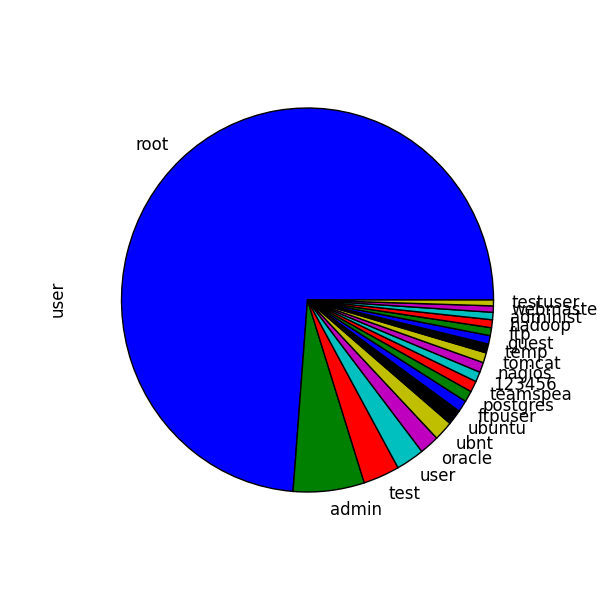 root
user
testuser
webmaste
administ
hadoop
ftp
guest
temp
tomcat
nagios
123456
teamspea
postgres
ftpuser
ubuntu
ubnt
oracle
user
test
admin